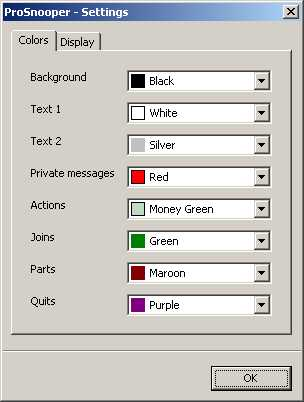 ProSnooper - Settings
Colors Display
Background Black
Text 1 White
Text 2 Silver
Private messages Red
Actions Money Green
Joins Green
Parts Maroon
Quits Purple
OK